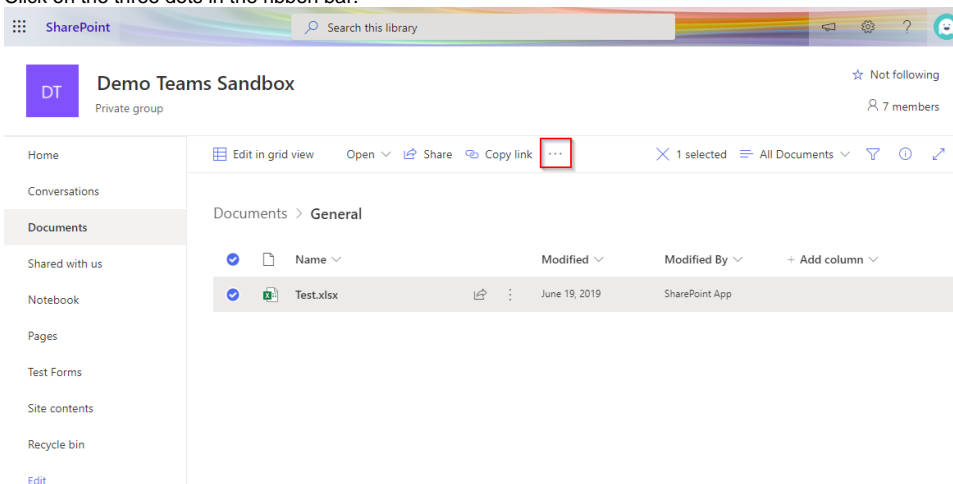 Click on the three dots in the ribbon bar.
SharePoint
Search this library
?
DT
Demo Teams Sandbox
Private group
Not following
7 members
Home
Conversations
Documents
Shared with us
Notebook
Pages
Test Forms
Site contents
Recycle bin
Edit
Edit in grid view Open Share Copy link ... 1 selected All Documents
Documents > General
Name Modified Modified By + Add column
Test.xlsx June 19, 2019 SharePoint App